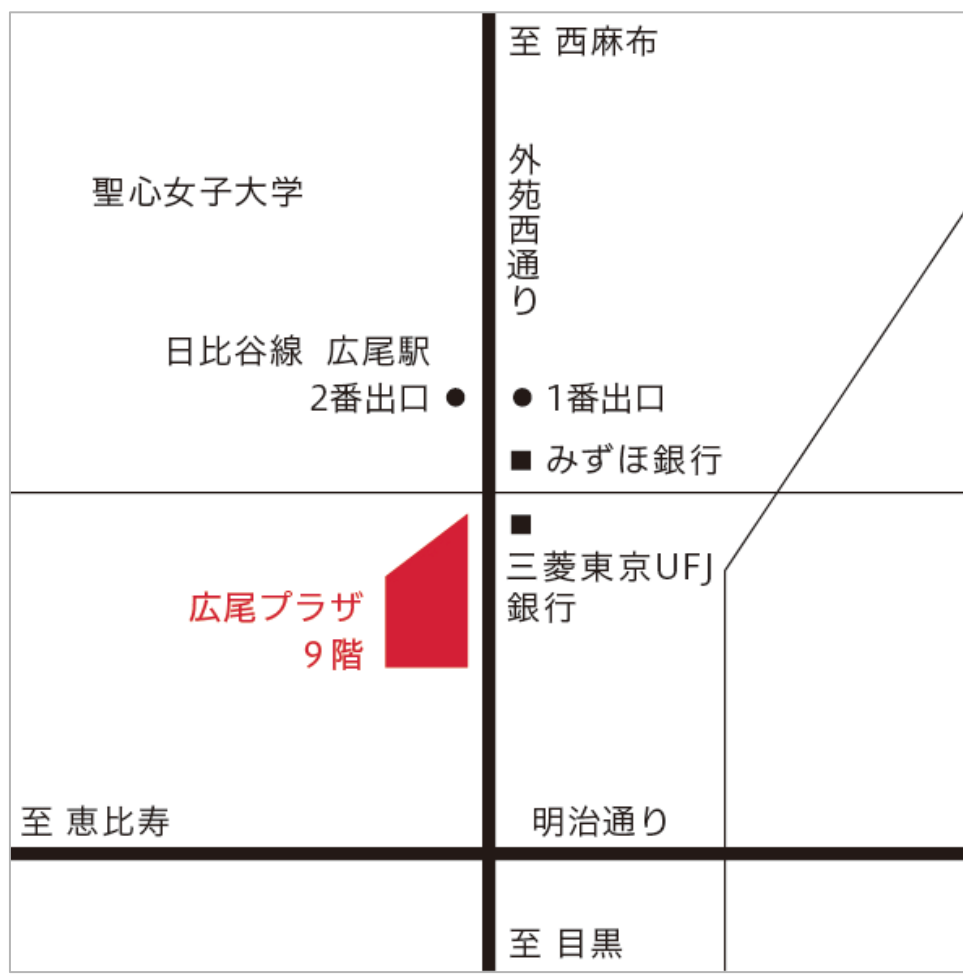 至 西麻布
外苑西通り
聖心女子大学
日比谷線 広尾駅
2番出口
1番出口
みずほ銀行
三菱東京UFJ
銀行
広尾プラザ
9階
至 恵比寿
明治通り
至 目黒